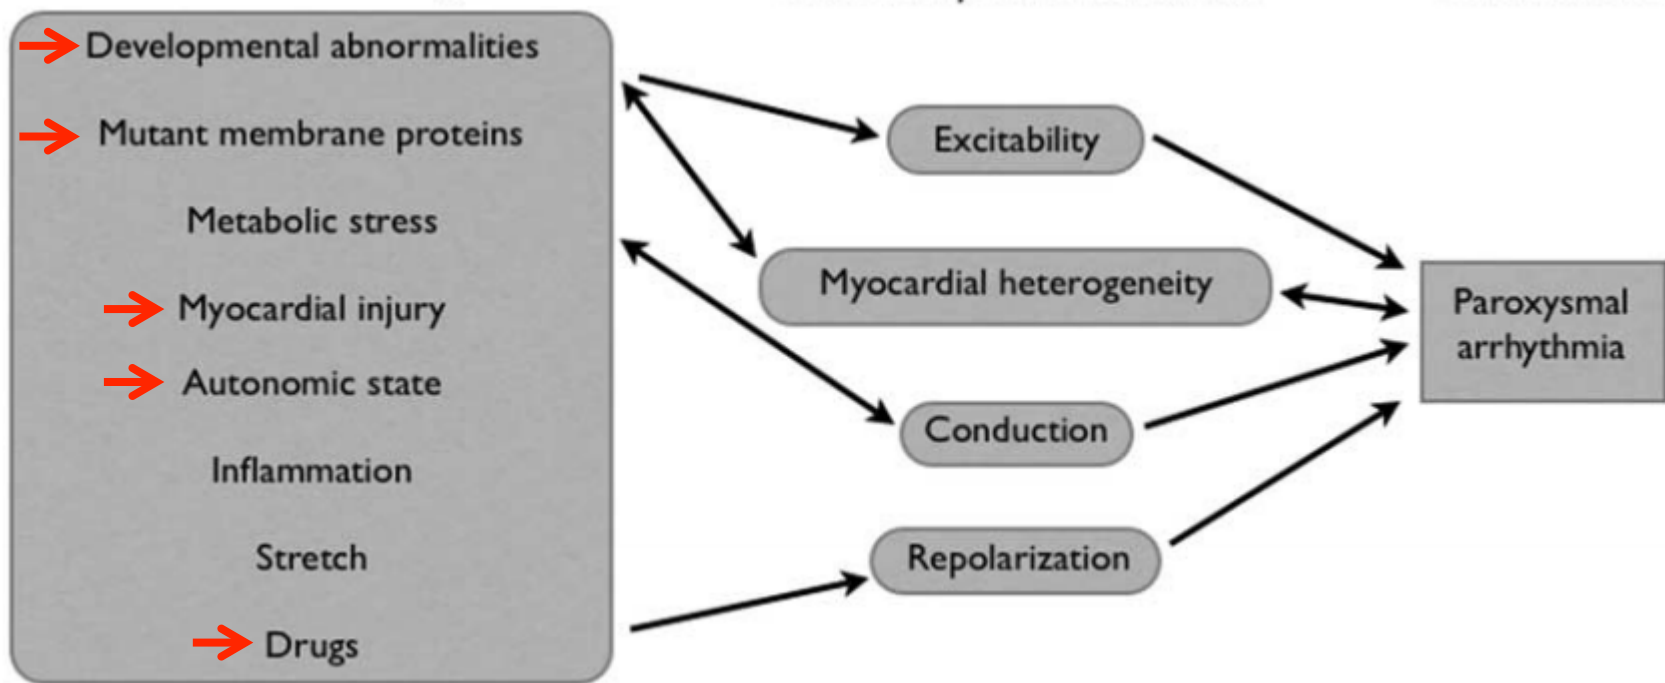 Developmental abnormalities
Mutant membrane proteins
Metabolic stress
Myocardial injury
Autonomic state
Inflammation
Stretch
Drugs
Excitability
Myocardial heterogeneity
Conduction
Repolarization
Paroxysmal
arrhythmia